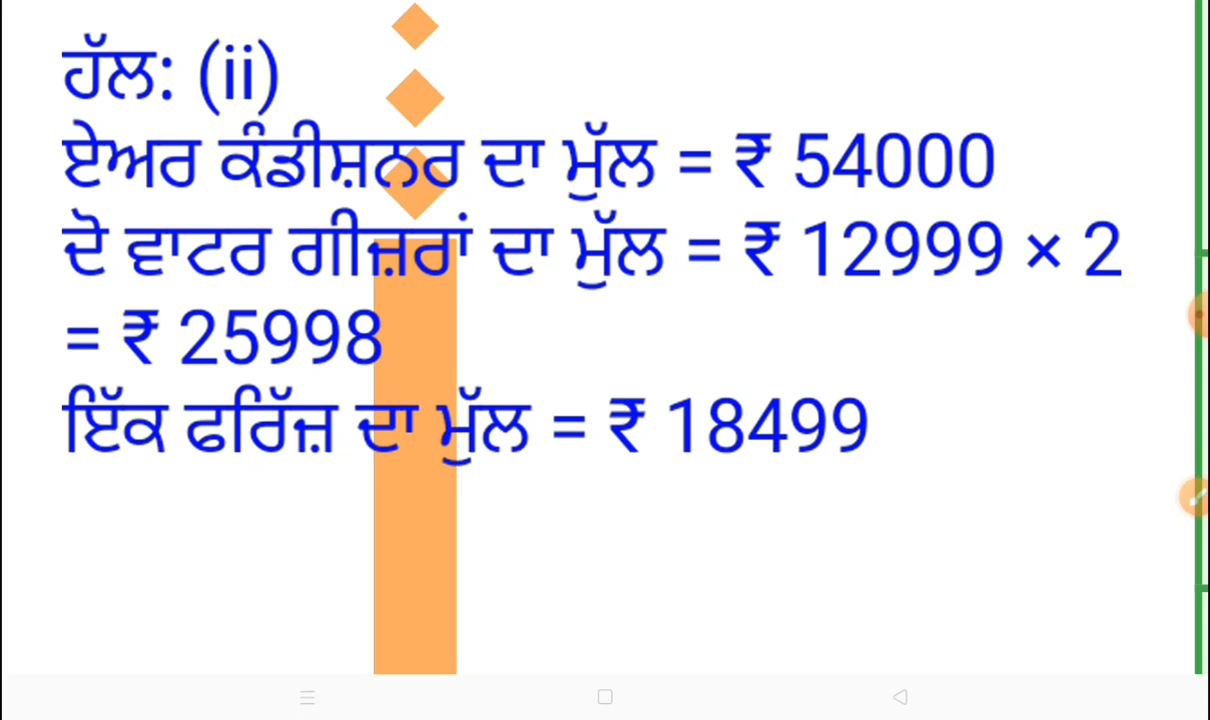 ਹੱਲ: (ii)
ਏਅਰ ਕੰਡੀਸ਼ਨਰ ਦਾ ਮੁੱਲ = ₹ 54000
ਦੋ ਵਾਟਰ ਗੀਜ਼ਰਾਂ ਦਾ ਮੁੱਲ = ₹ 12999 × 2
= ₹ 25998
ਇੱਕ ਫਰਿੱਜ਼ ਦਾ ਮੁੱਲ = ₹ 18499